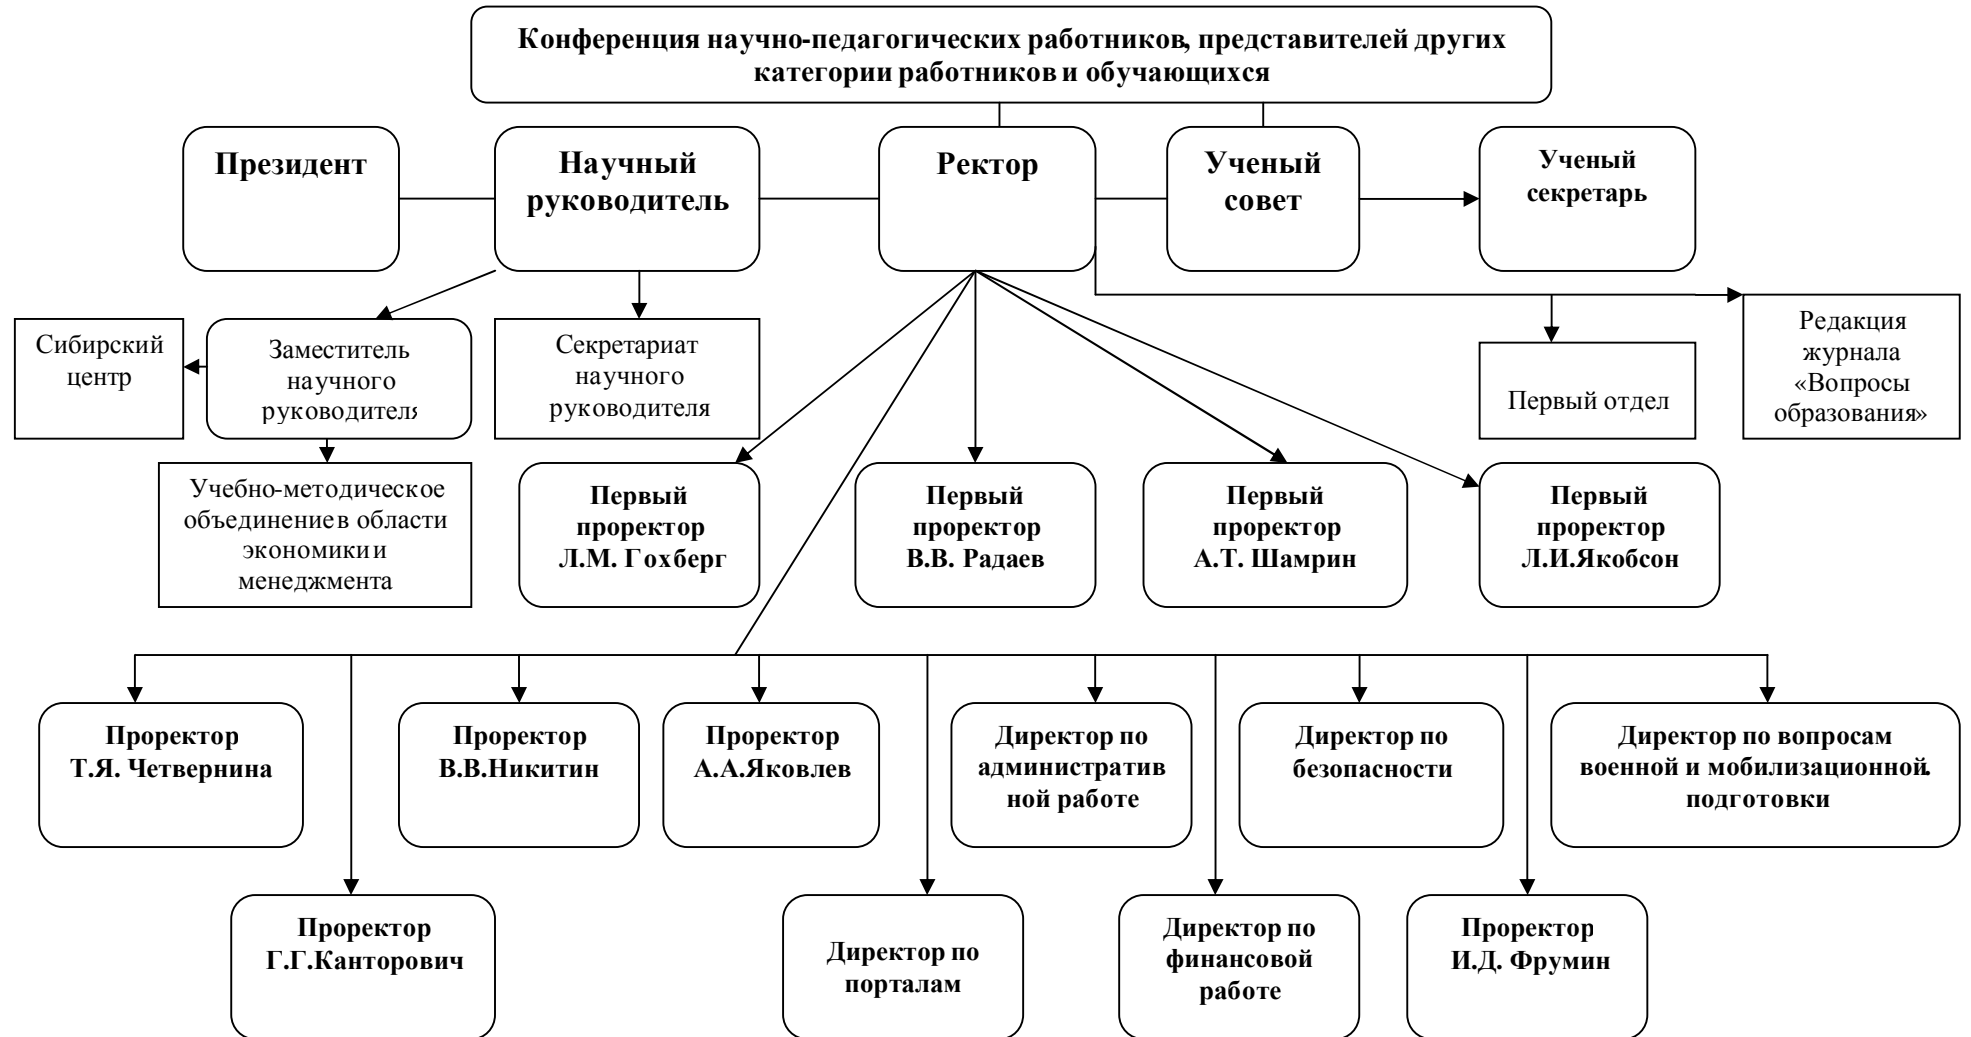 Конференция научно-педагогических работников, представителей других
категории работников и обучающихся
Президент
Научный
руководитель
Ректор
Ученый
совет
Ученый
секретарь
Сибирский
центр
Заместитель
научного
руководителя
Секретариат
научного
руководителя
Первый отдел
Редакция
журнала
«Вопросы
образования»
Учебно-методическое
объединение в области
экономики и
менеджмента
Первый
проректор
Л.М. Гохберг
Первый
проректор
В.В. Радаев
Первый
проректор
А.Т. Шамрин
Первый
проректор
Л.И.Якобсон
Проректор
Т.Я. Четвернина
Проректор
В.В.Никитин
Проректор
А.А.Яковлев
Директор по
административ
ной работе
Директор по
безопасности
Директор по вопросам
военной и мобилизационной.
подготовки
Проректор
Г.Г.Канторович
Директор по
порталам
Директор по
финансовой
работе
Проректор
И.Д. Фрумин